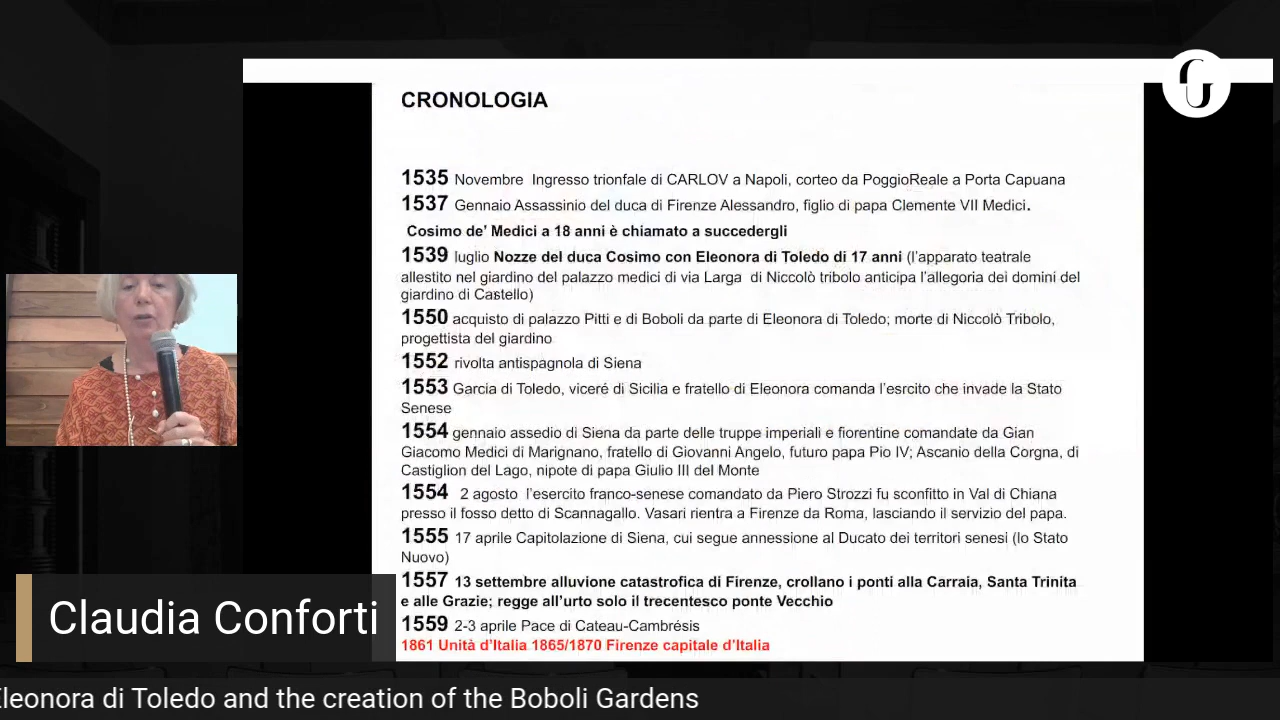 CRONOLOGIA
1535 Novembre Ingresso trionfale di CARLOV a Napoli, corteo da PoggioReale a Porta Capuana
1537 Gennaio Assassinio del duca di Firenze Alessandro, figlio di papa Clemente VII Medici.
Cosimo de' Medici a 18 anni è chiamato a succedergli
1539 luglio Nozze del duca Cosimo con Eleonora di Toledo di 17 anni (l'apparato teatrale
allestito nel giardino del palazzo medici di via Larga di Niccolò tribolo anticipa l'allegoria dei domini del
giardino di Castello)
1550 acquisto di palazzo Pitti e di Boboli da parte di Eleonora di Toledo; morte di Niccolò Tribolo,
progettista del giardino
1552 rivolta antispagnola di Siena
1553 Garcia di Toledo, viceré di Sicilia e fratello di Eleonora comanda l'esrcito che invade la Stato
Senese
1554 gennaio assedio di Siena da parte delle truppe imperiali e fiorentine comandate da Gian
Giacomo Medici di Marignano, fratello di Giovanni Angelo, futuro papa Pio IV; Ascanio della Corgna, di
Castiglion del Lago, nipote di papa Giulio III del Monte
1554 2 agosto l'esercito franco-senese comandato da Piero Strozzi fu sconfitto in Val di Chiana
presso il fosso detto di Scannagallo. Vasari rientra a Firenze da Roma, lasciando il servizio del papa.
1555 17 aprile Capitolazione di Siena, cui segue annessione al Ducato dei territori senesi (lo Stato
Nuovo)
1557 13 settembre alluvione catastrofica di Firenze, crollano i ponti alla Carraia, Santa Trinita
e alle Grazie; regge all'urto solo il trecentesco ponte Vecchio
1559 2-3 aprile Pace di Cateau-Cambrésis
1861 Unità d'Italia 1865/1870 Firenze capitale d'Italia
Claudia Conforti
Eleonora di Toledo and the creation of the Boboli Gardens